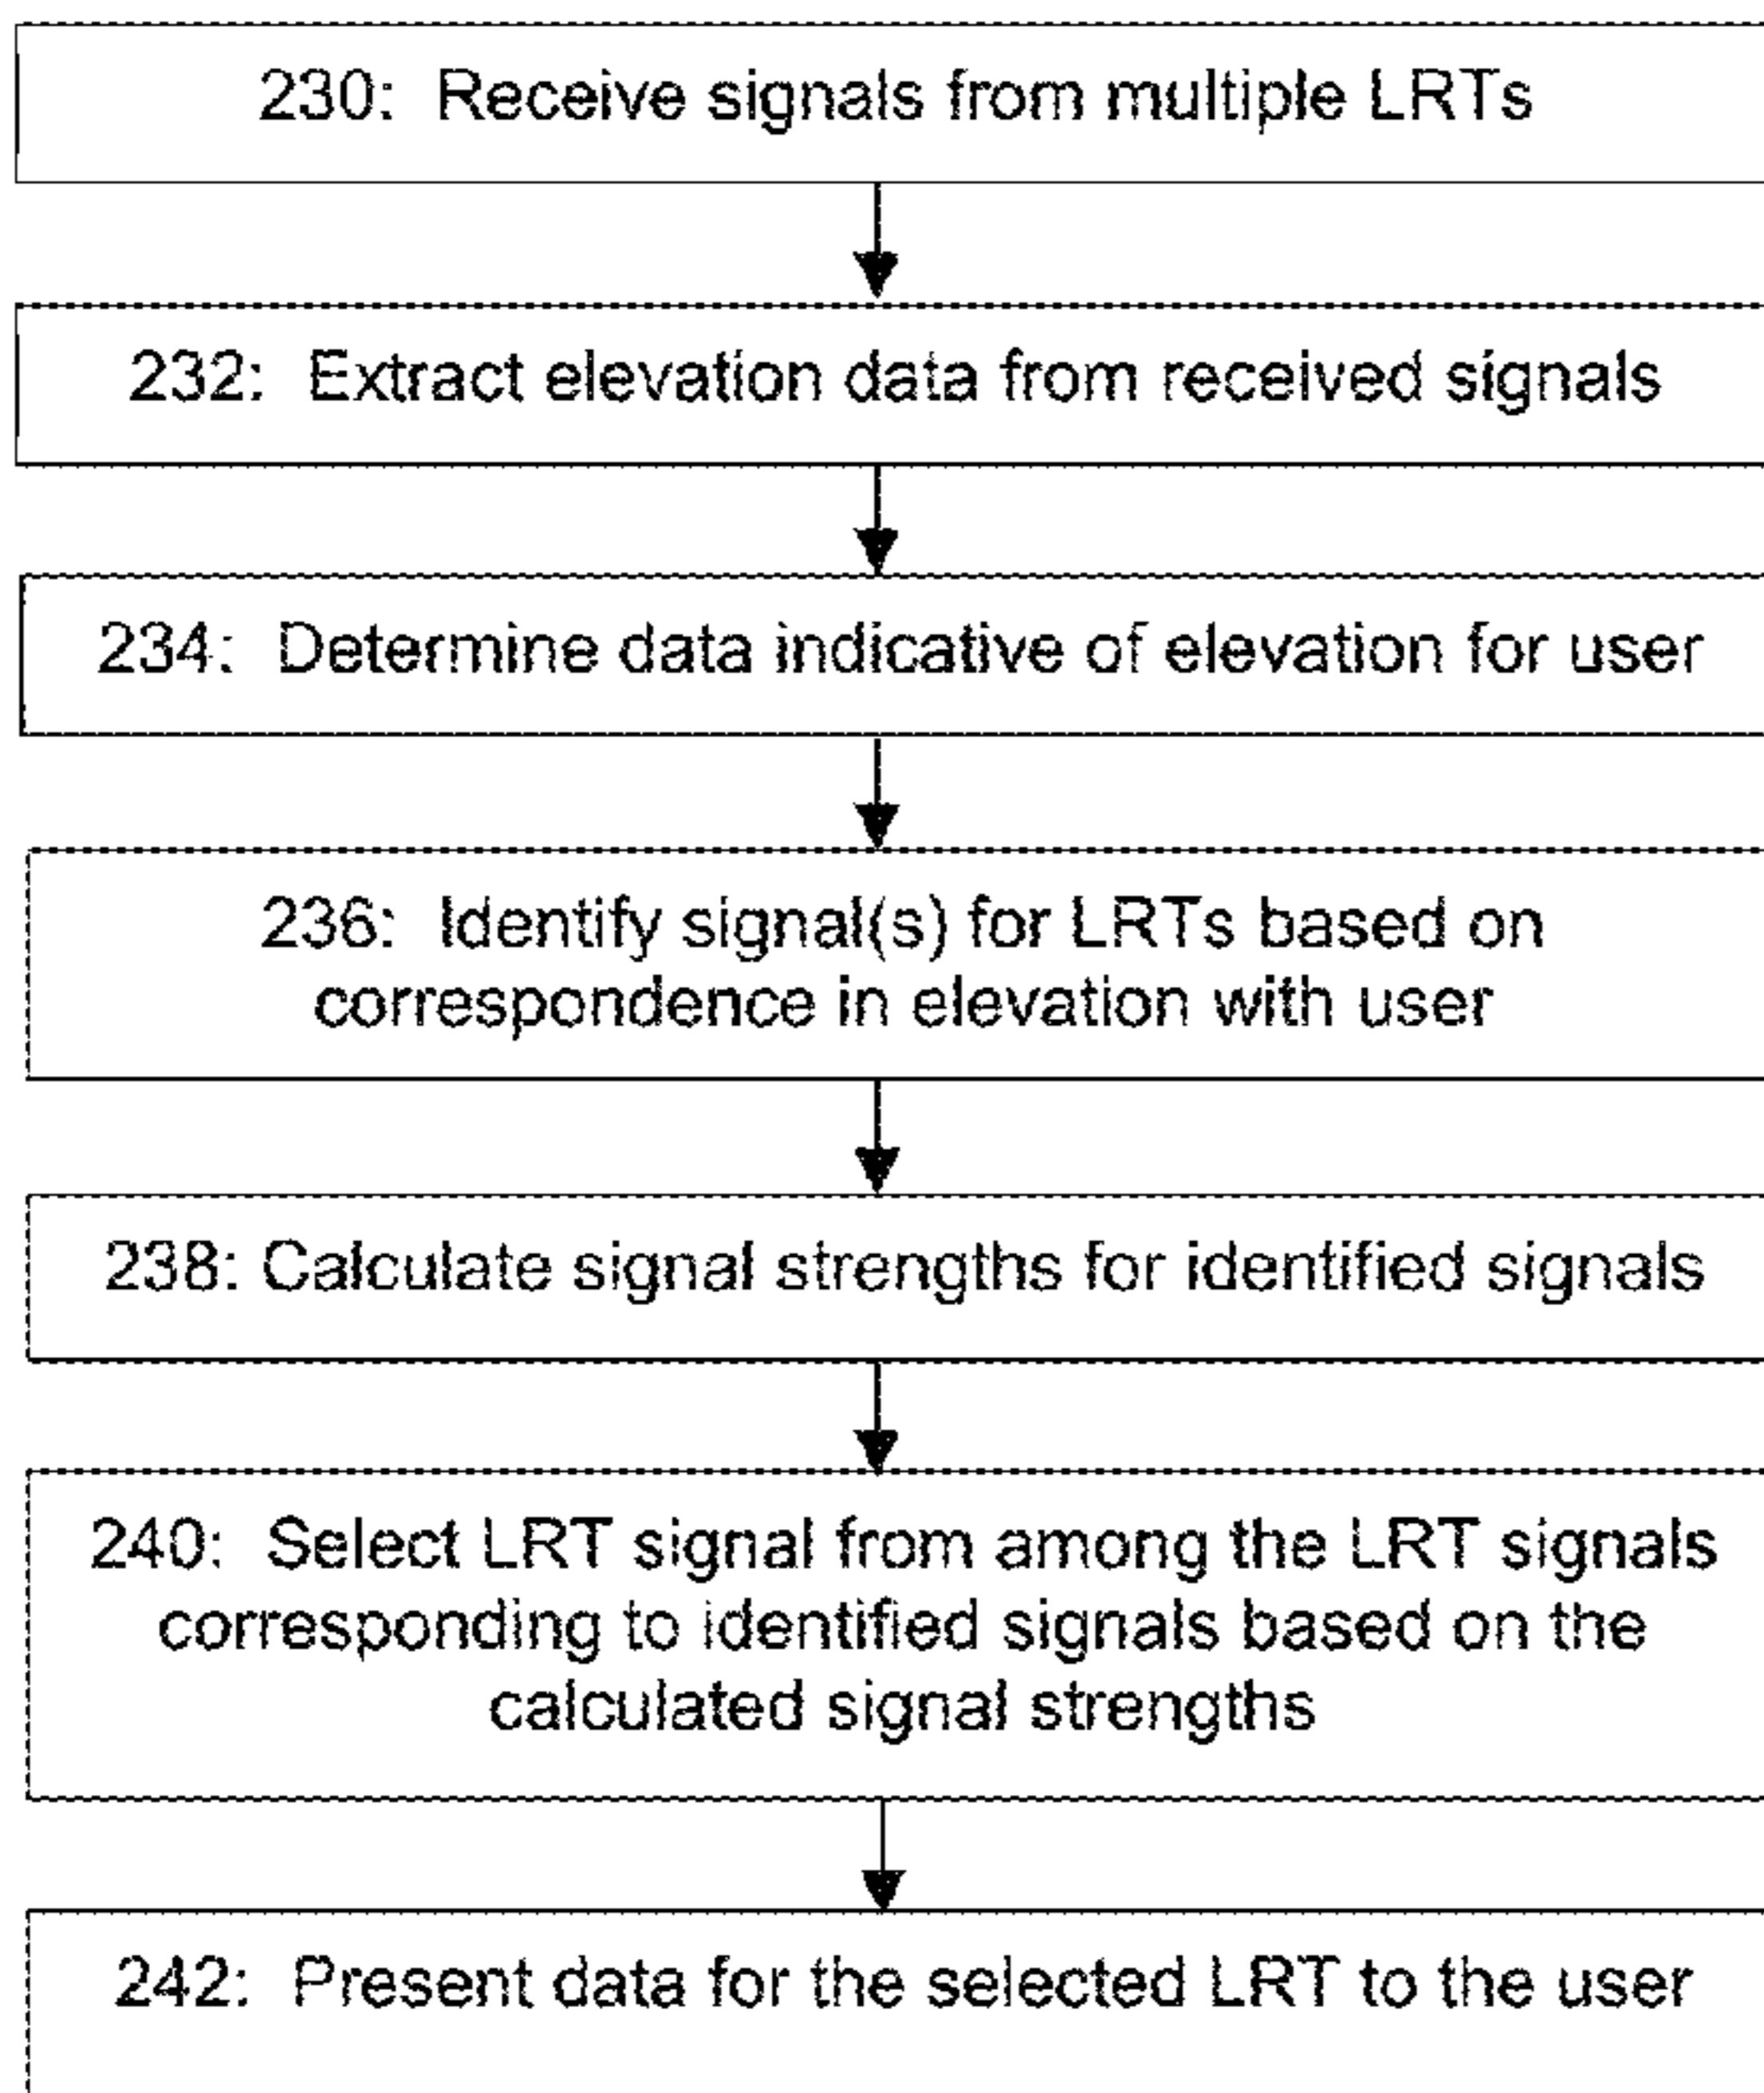 230: Receive signals from multiple LRTs
232: Extract elevation data from received signals
234: Determine data indicative of elevation for user
236: Identify signal(s) for LRTs based on
correspondence in elevation with user
238: Calculate signal strengths for identified signals
240: Select LRT signal from among the LRT signals
corresponding to identified signals based on the
calculated signal strengths
242: Present data for the selected LRT to the user